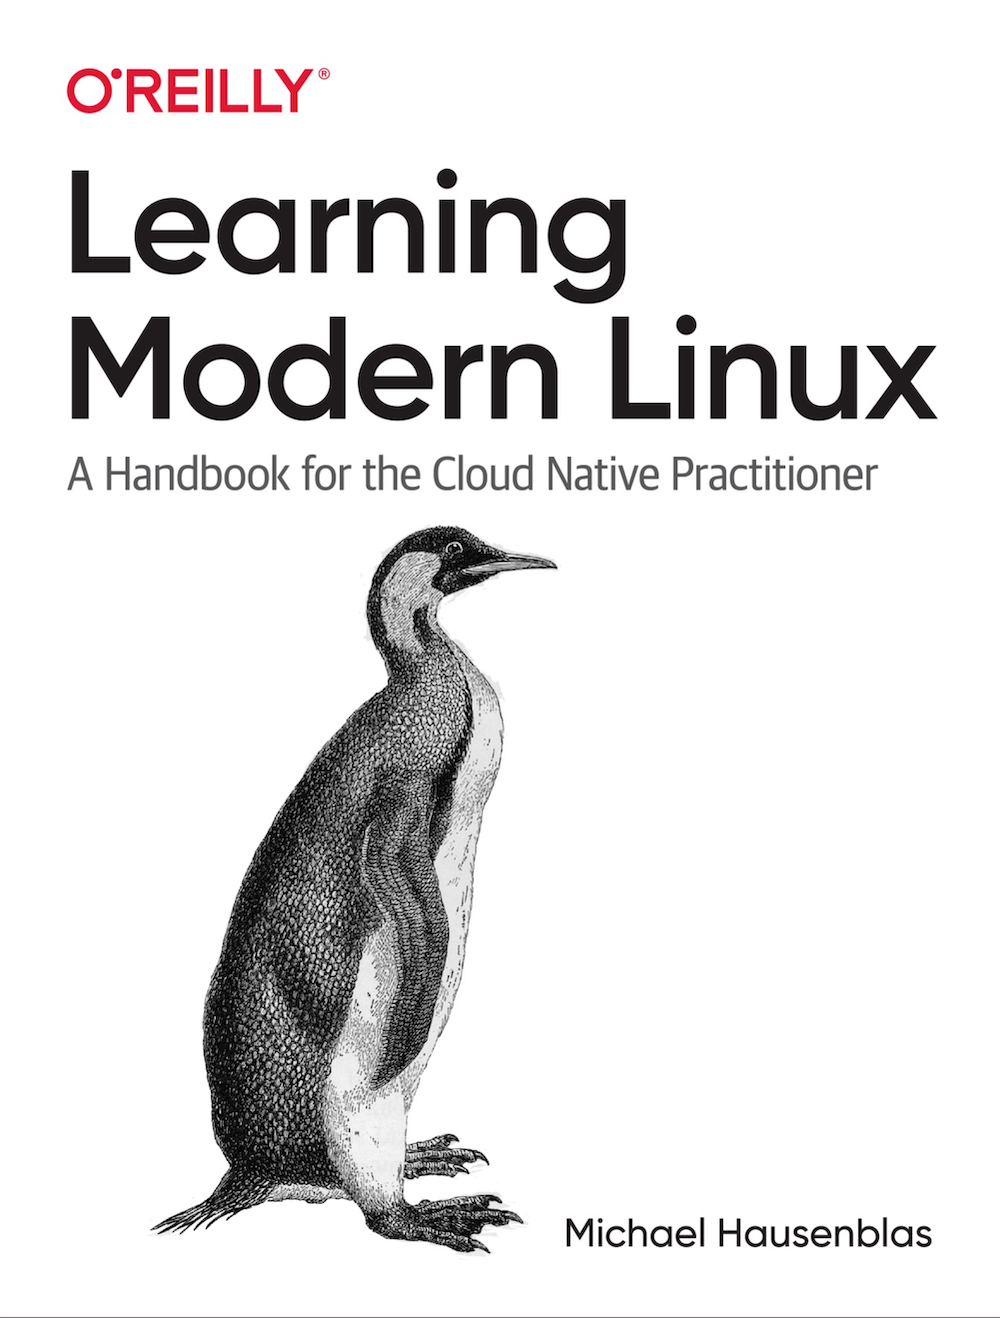 O'REILLY®
Learning
Modern Linux
A Handbook for the Cloud Native Practitioner
Michael Hausenblas